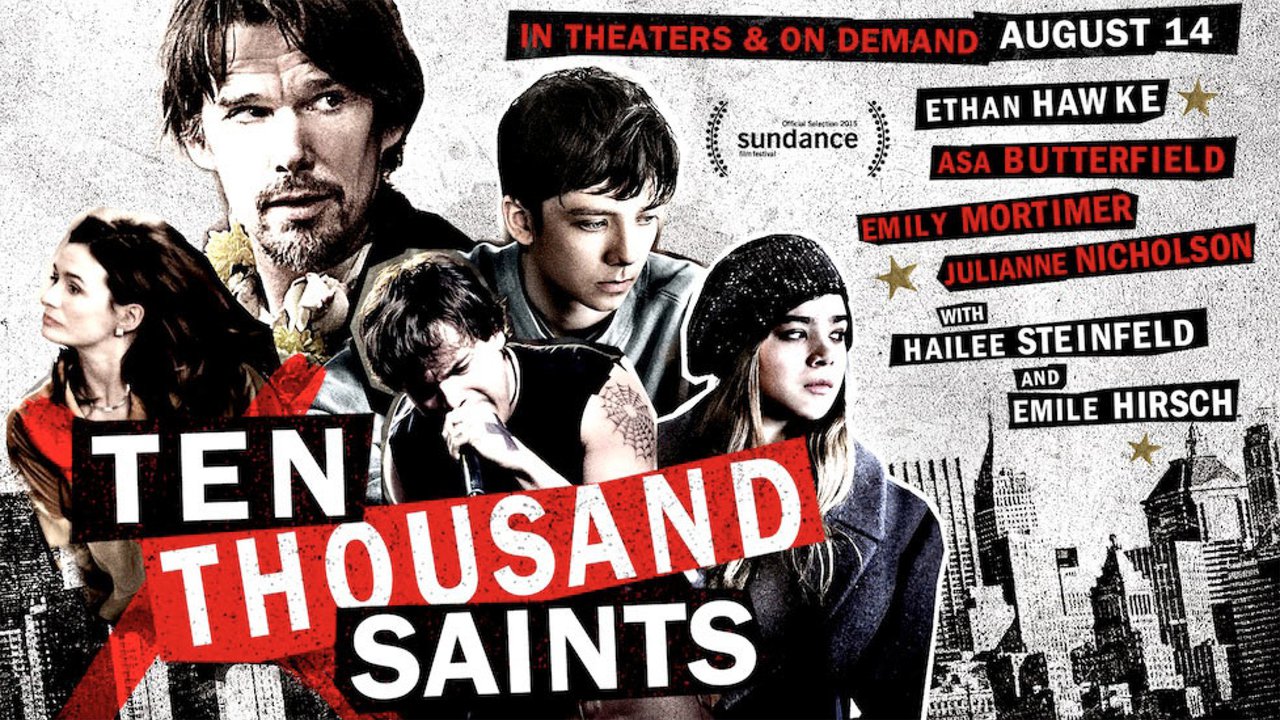 IN THEATERS & ON DEMAND AUGUST 14
ETHAN HAWKE
Official Selection 2015
sundance
film festival
ASA BUTTERFIELD
EMILY MORTIMER
JULIANNE NICHOLSON
WITH
HAILEE STEINFELD
AND
EMILE HIRSCH
TEN
THOUSAND
SAINTS